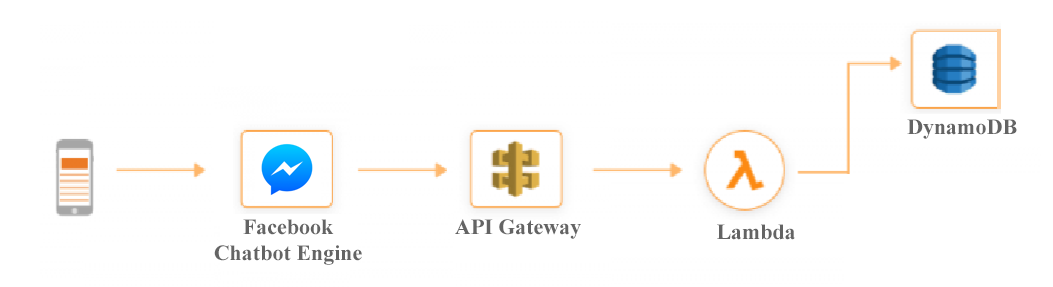 Facebook
Chatbot Engine
API Gateway
Lambda
DynamoDB